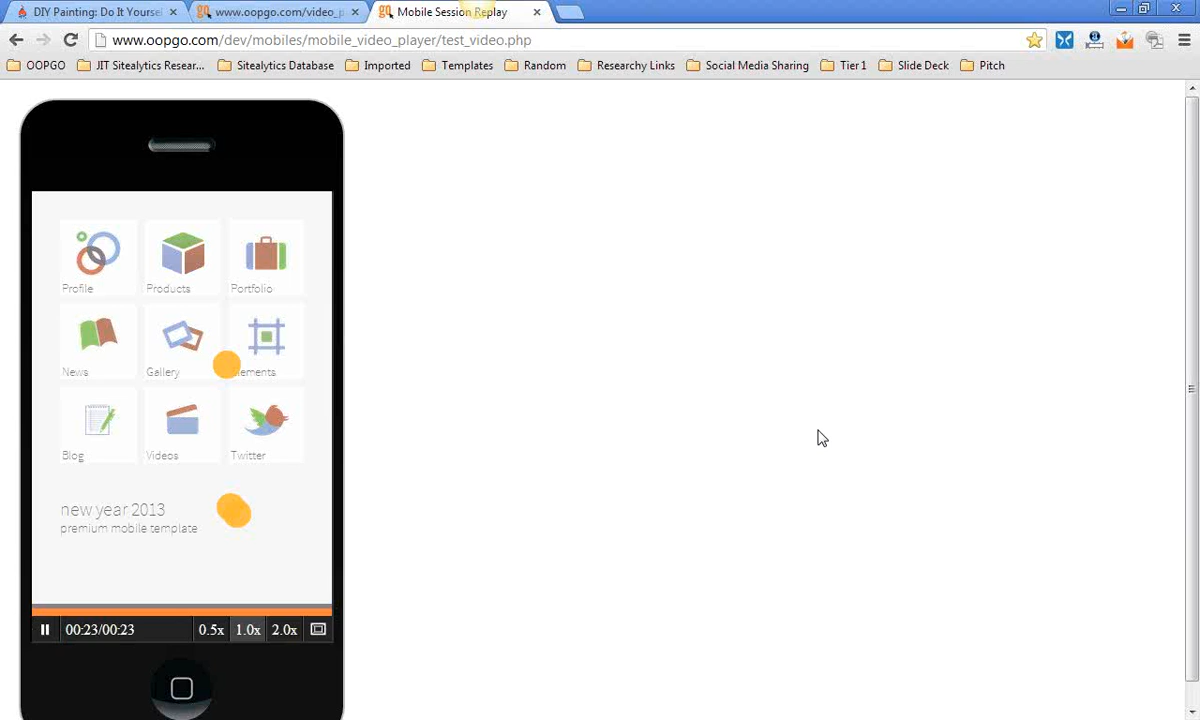 DIY Painting: Do It Yoursel
www.oopgo.com/video_p
Mobile Session Replay
www.oopgo.com/dev/mobiles/mobile_video_player/test_video.php
OOPGO
JIT Sitealytics Resear...
Sitealytics Database
Imported
Templates
Random
Researchy Links
Social Media Sharing
Tier 1
Slide Deck
Pitch
Profile
Products
Portfolio
News
Gallery
lements
Blog
Videos
Twitter
new year 2013
premium mobile template
00:23/00:23
0.5x
1.0x
2.0x